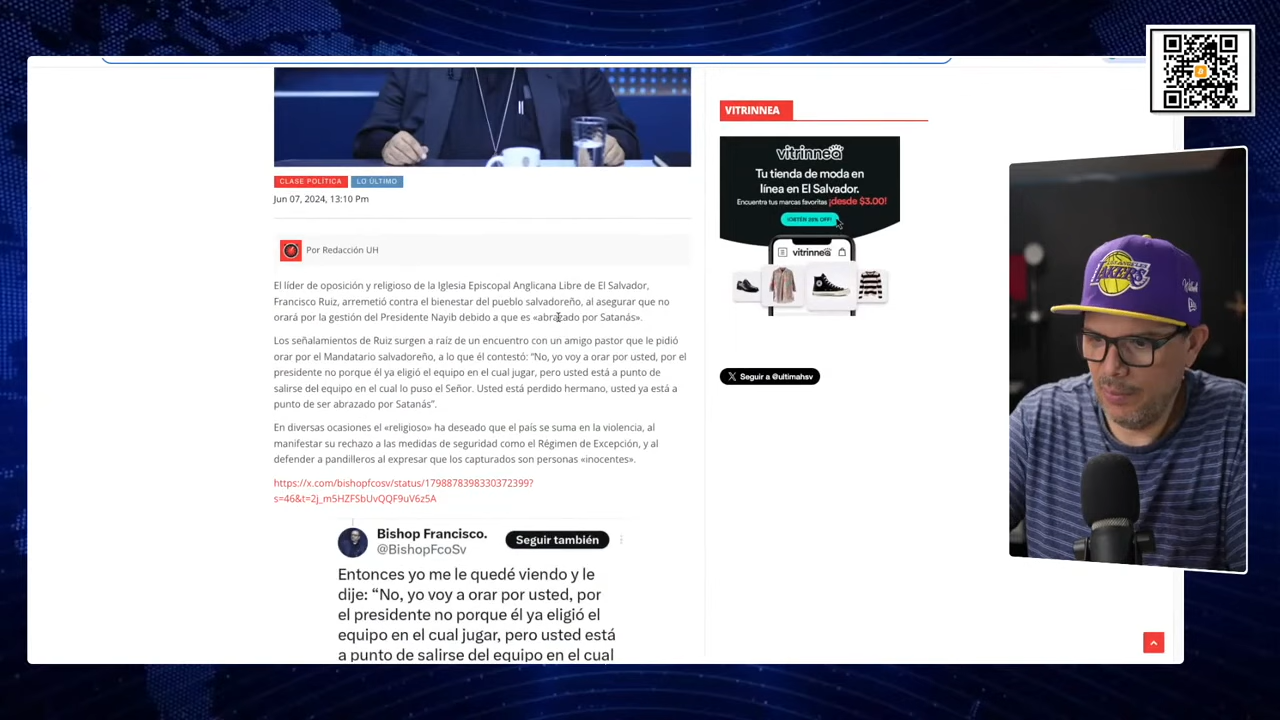 VITRINNEA
vitrinnea
Tu tienda de moda en
línea en El Salvador.
Encuentra tus marcas favoritas ¡desde $3.00!
¡OBTÉN 25% OFF!
vitrinnea
CLASE POLÍTICA LO ÚLTIMO
Jun 07, 2024, 13:10 Pm
Por Redacción UH
El líder de oposición y religioso de la Iglesia Episcopal Anglicana Libre de El Salvador,
Francisco Ruiz, arremetió contra el bienestar del pueblo salvadoreño, al asegurar que no
orará por la gestión del Presidente Nayib debido a que es «abrazado por Satanás».
Los señalamientos de Ruiz surgen a raíz de un encuentro con un amigo pastor que le pidió
orar por el Mandatario salvadoreño, a lo que él contestó: “No, yo voy a orar por usted, por el
presidente no porque él ya eligió el equipo en el cual jugar, pero usted está a punto de
salirse del equipo en el cual lo puso el Señor. Usted está perdido hermano, usted ya está a
punto de ser abrazado por Satanás”.
En diversas ocasiones el «religioso» ha deseado que el país se suma en la violencia, al
manifestar su rechazo a las medidas de seguridad como el Régimen de Excepción, y al
defender a pandilleros al expresar que los capturados son personas «inocentes».
https://x.com/bishopfcosv/status/1798878398330372399?
s=46&t=2j_m5HZFSbUvQQF9uV6z5A
Bishop Francisco.
@BishopFcoSv
Seguir también
Entonces yo me le quedé viendo y le
dije: “No, yo voy a orar por usted, por
el presidente no porque él ya eligió el
equipo en el cual jugar, pero usted está
a punto de salirse del equipo en el cual
Seguir a @ultimahsv
LOS ANGELES
LAKERS